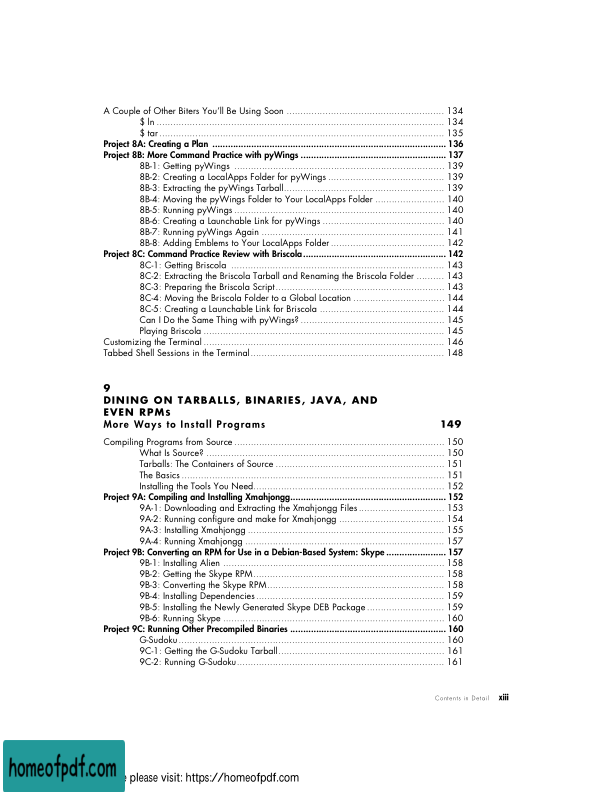 A Couple of Other Biters You'll Be Using Soon ......................................................... 134
$ ln ......................................................................................................... 134
$ tar ....................................................................................................... 135
Project 8A: Creating a Plan ......................................................................................... 136
Project 8B: More Command Practice with pyWings ....................................................... 137
8B-1: Getting pyWings ............................................................................ 139
8B-2: Creating a LocalApps Folder for pyWings .......................................... 139
8B-3: Extracting the pyWings Tarball.......................................................... 139
8B-4: Moving the pyWings Folder to Your LocalApps Folder ......................... 140
8B-5: Running pyWings ............................................................................ 140
8B-6: Creating a Launchable Link for pyWings ............................................ 140
8B-7: Running pyWings Again .................................................................. 141
8B-8: Adding Emblems to Your LocalApps Folder ......................................... 142
Project 8C: Command Practice Review with Briscola...................................................... 142
8C-1: Getting Briscola ............................................................................. 143
8C-2: Extracting the Briscola Tarball and Renaming the Briscola Folder .......... 143
8C-3: Preparing the Briscola Script............................................................. 143
8C-4: Moving the Briscola Folder to a Global Location ................................. 144
8C-5: Creating a Launchable Link for Briscola ............................................. 144
Can I Do the Same Thing with pyWings? .................................................... 145
Playing Briscola ....................................................................................... 145
Customizing the Terminal ........................................................................................ 146
Tabbed Shell Sessions in the Terminal...................................................................... 148
9
DINING ON TARBALLS, BINARIES, JAVA, AND
EVEN RPMs
More Ways to Install Programs 149
Compiling Programs from Source ............................................................................ 150
What Is Source? ...................................................................................... 150
Tarballs: The Containers of Source ............................................................. 151
The Basics ............................................................................................... 151
Installing the Tools You Need..................................................................... 152
Project 9A: Compiling and Installing Xmahjongg........................................................... 152
9A-1: Downloading and Extracting the Xmahjongg Files ............................... 153
9A-2: Running configure and make for Xmahjongg ...................................... 154
9A-3: Installing Xmahjongg ....................................................................... 155
9A-4: Running Xmahjongg ........................................................................ 157
Project 9B: Converting an RPM for Use in a Debian-Based System: Skype ....................... 157
9B-1: Installing Alien ................................................................................ 158
9B-2: Getting the Skype RPM..................................................................... 158
9B-3: Converting the Skype RPM................................................................ 158
9B-4: Installing Dependencies .................................................................... 159
9B-5: Installing the Newly Generated Skype DEB Package ............................ 159
9B-6: Running Skype ................................................................................ 160
Project 9C: Running Other Precompiled Binaries ........................................................... 160
G-Sudoku ................................................................................................ 160
9C-1: Getting the G-Sudoku Tarball............................................................ 161
9C-2: Running G-Sudoku........................................................................... 161
Contents in Detail xiii
homeofpdf.com
please visit: https://homeofpdf.com